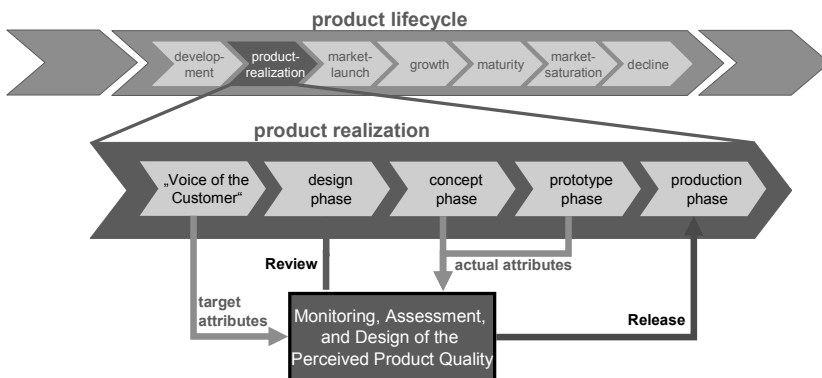 product lifecycle
develop-
ment
product-
realization
market-
launch
growth
maturity
market-
saturation
decline
product realization
„Voice of the
Customer“
design
phase
concept
phase
prototype
phase
production
phase
Review
actual attributes
target
attributes
Monitoring, Assessment,
and Design of the
Perceived Product Quality
Release